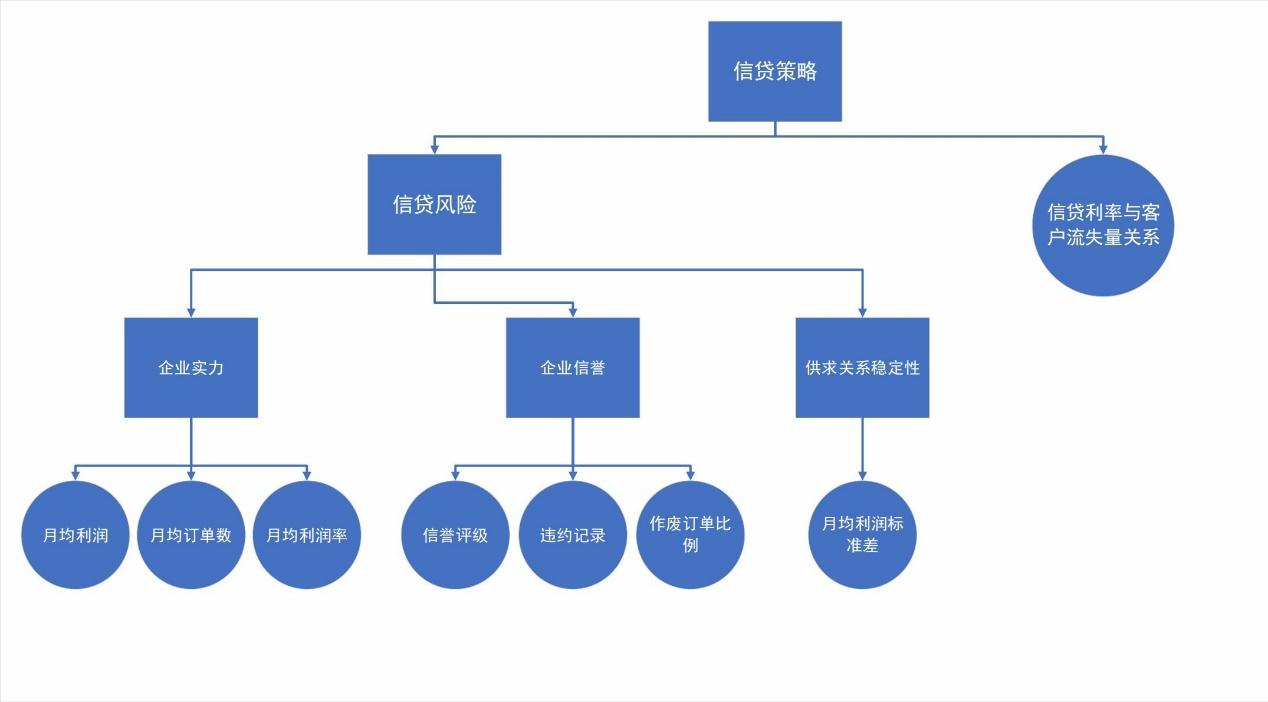 信贷策略
信贷风险
信贷利率与客
户流失量关系
企业实力
企业信誉
供求关系稳定性
月均利润
月均订单数
月均利润率
信誉评级
违约记录
作废订单比
例
月均利润标
准差